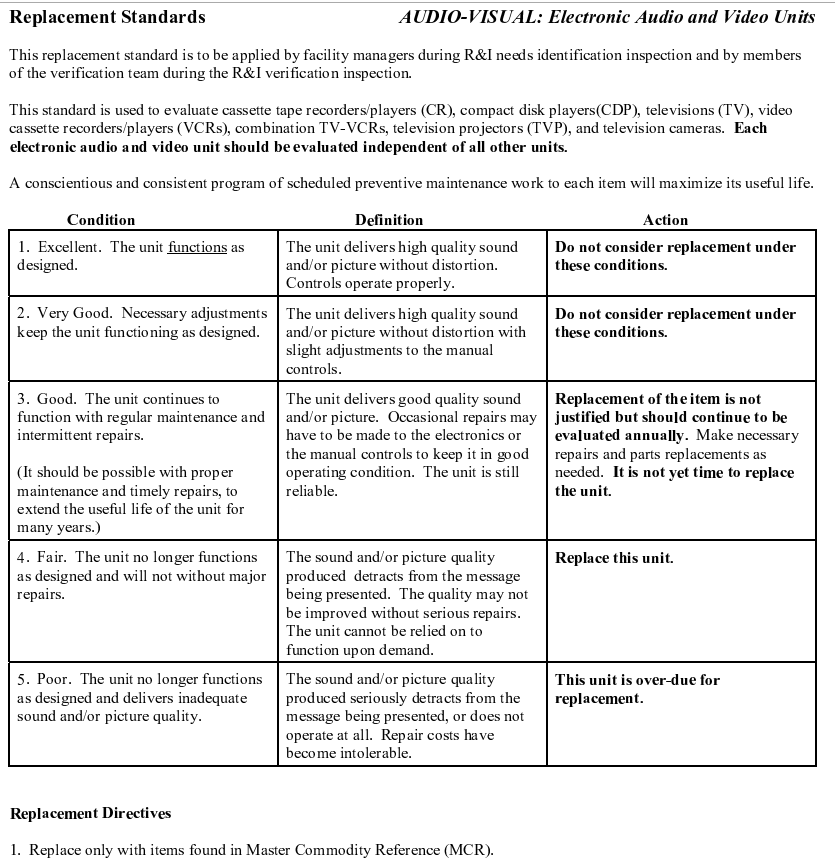 Replacement Standards AUDIO-VISUAL: Electronic Audio and Video Units
This replacement standard is to be applied by facility managers during R&I needs identification inspection and by members
of the verification team during the R&I verification inspection.
This standard is used to evaluate cassette tape recorders/players (CR), compact disk players(CDP), televisions (TV), video
cassette recorders/players (VCRs), combination TV-VCRs, television projectors (TVP), and television cameras. Each
electronic audio and video unit should be evaluated independent of all other units.
A conscientious and consistent program of scheduled preventive maintenance work to each item will maximize its useful life.
Condition Definition Action
1. Excellent. The unit functions as
designed.
The unit delivers high quality sound
and/or picture without distortion.
Controls operate properly.
Do not consider replacement under
these conditions.
2. Very Good. Necessary adjustments
keep the unit functioning as designed.
The unit delivers high quality sound
and/or picture without distortion with
slight adjustments to the manual
controls.
Do not consider replacement under
these conditions.
3. Good. The unit continues to
function with regular maintenance and
intermittent repairs.
(It should be possible with proper
maintenance and timely repairs, to
extend the useful life of the unit for
many years.)
The unit delivers good quality sound
and/or picture. Occasional repairs may
have to be made to the electronics or
the manual controls to keep it in good
operating condition. The unit is still
reliable.
Replacement of the item is not
justified but should continue to be
evaluated annually. Make necessary
repairs and parts replacements as
needed. It is not yet time to replace
the unit.
4. Fair. The unit no longer functions
as designed and will not without major
repairs.
The sound and/or picture quality
produced detracts from the message
being presented. The quality may not
be improved without serious repairs.
The unit cannot be relied on to
function upon demand.
Replace this unit.
5. Poor. The unit no longer functions
as designed and delivers inadequate
sound and/or picture quality.
The sound and/or picture quality
produced seriously detracts from the
message being presented, or does not
operate at all. Repair costs have
become intolerable.
This unit is over-due for
replacement.
Replacement Directives
1. Replace only with items found in Master Commodity Reference (MCR).